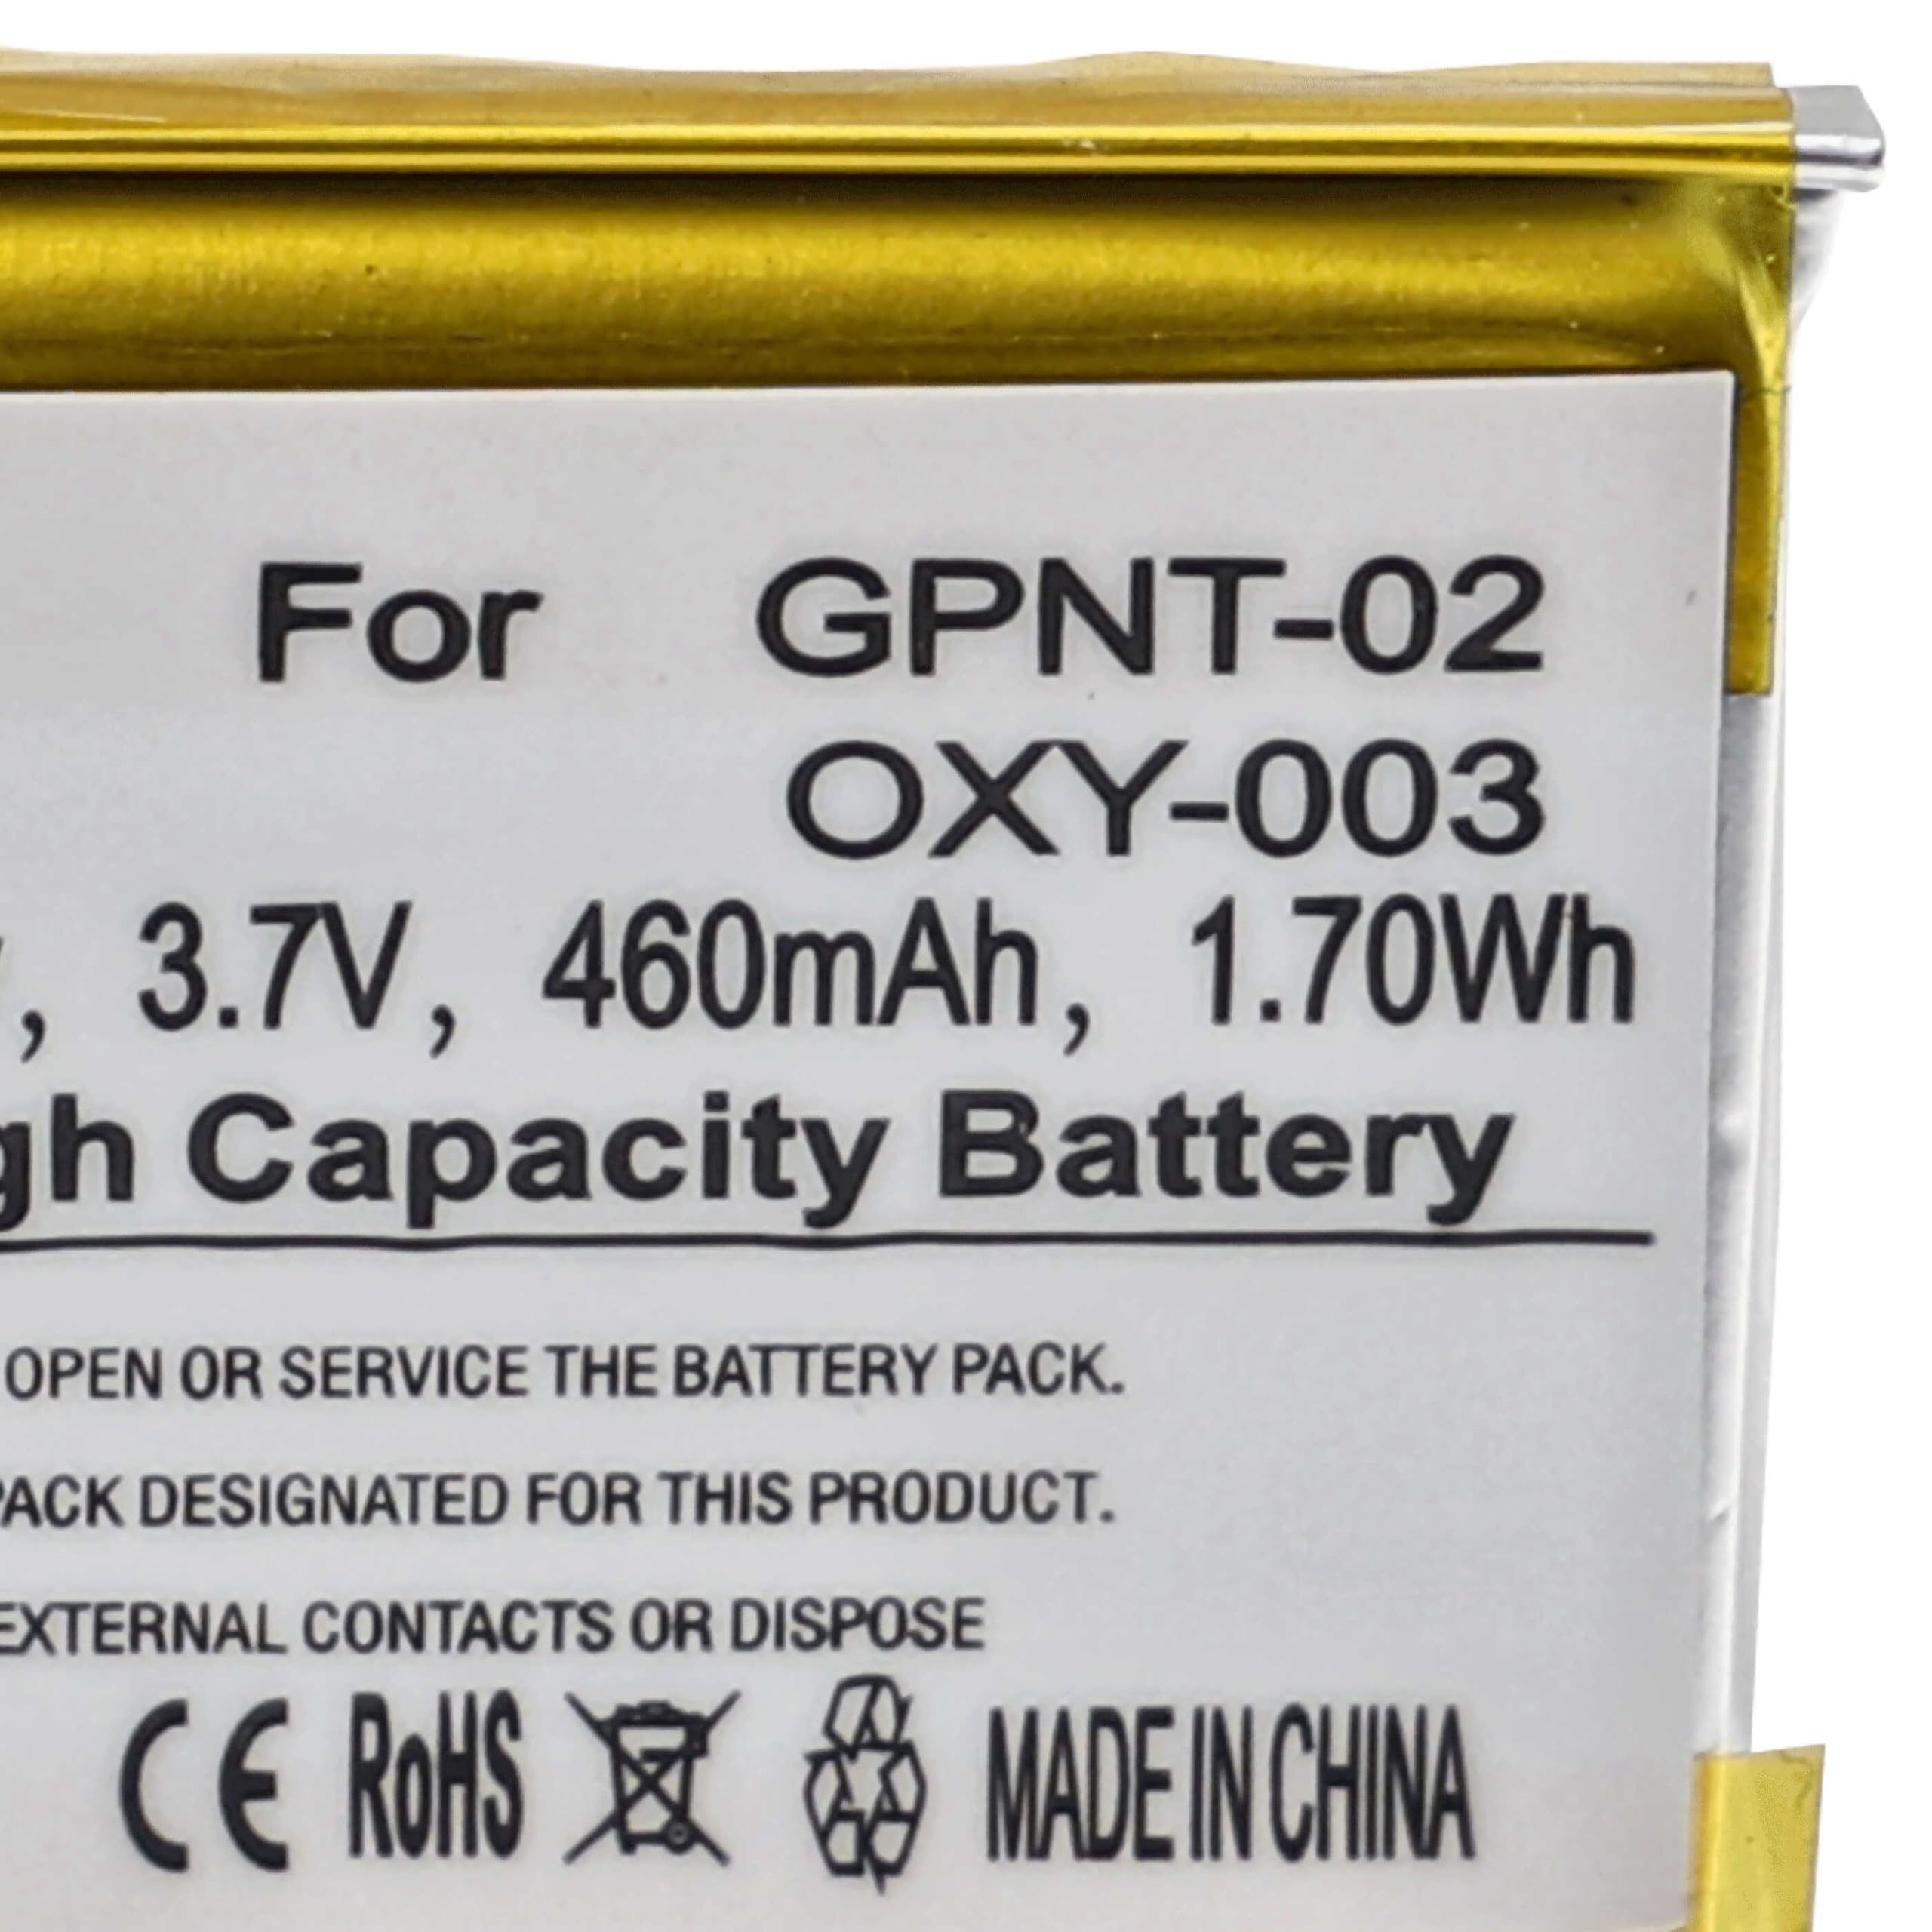 For GPNT-02
OXY-003
, 3.7V, 460mAh, 1.70Wh
gh Capacity Battery
OPEN OR SERVICE THE BATTERY PACK.
PACK DESIGNATED FOR THIS PRODUCT.
EXTERNAL CONTACTS OR DISPOSE
CE RoHS MADE IN CHINA